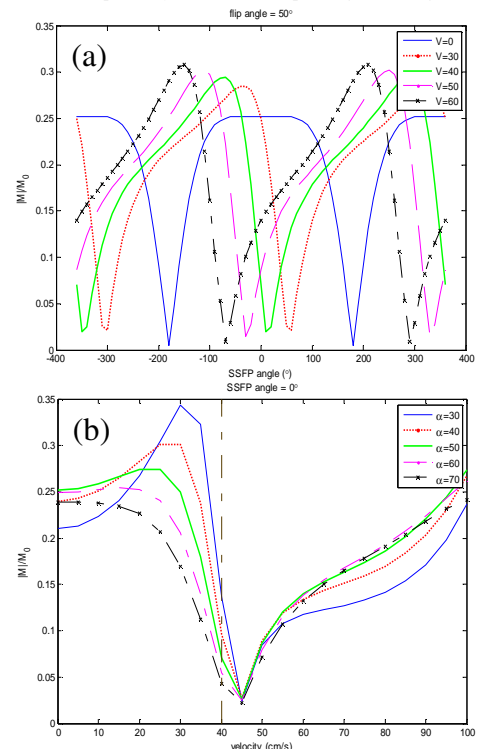 flip angle = 50°
(a)
V=0
V=30
V=40
V=50
V=60
0.35
0.3
0.25
0.2
0.15
0.1
0.05
0
|M|/M0
-400 -300 -200 -100 0 100 200 300 400
SSFP angle (°)
SSFP angle = 0°
(b)
α=30
α=40
α=50
α=60
α=70
0.35
0.3
0.25
0.2
0.15
0.1
0.05
0
|M|/M0
0 10 20 30 40 50 60 70 80 90 100
velocity (cm/s)